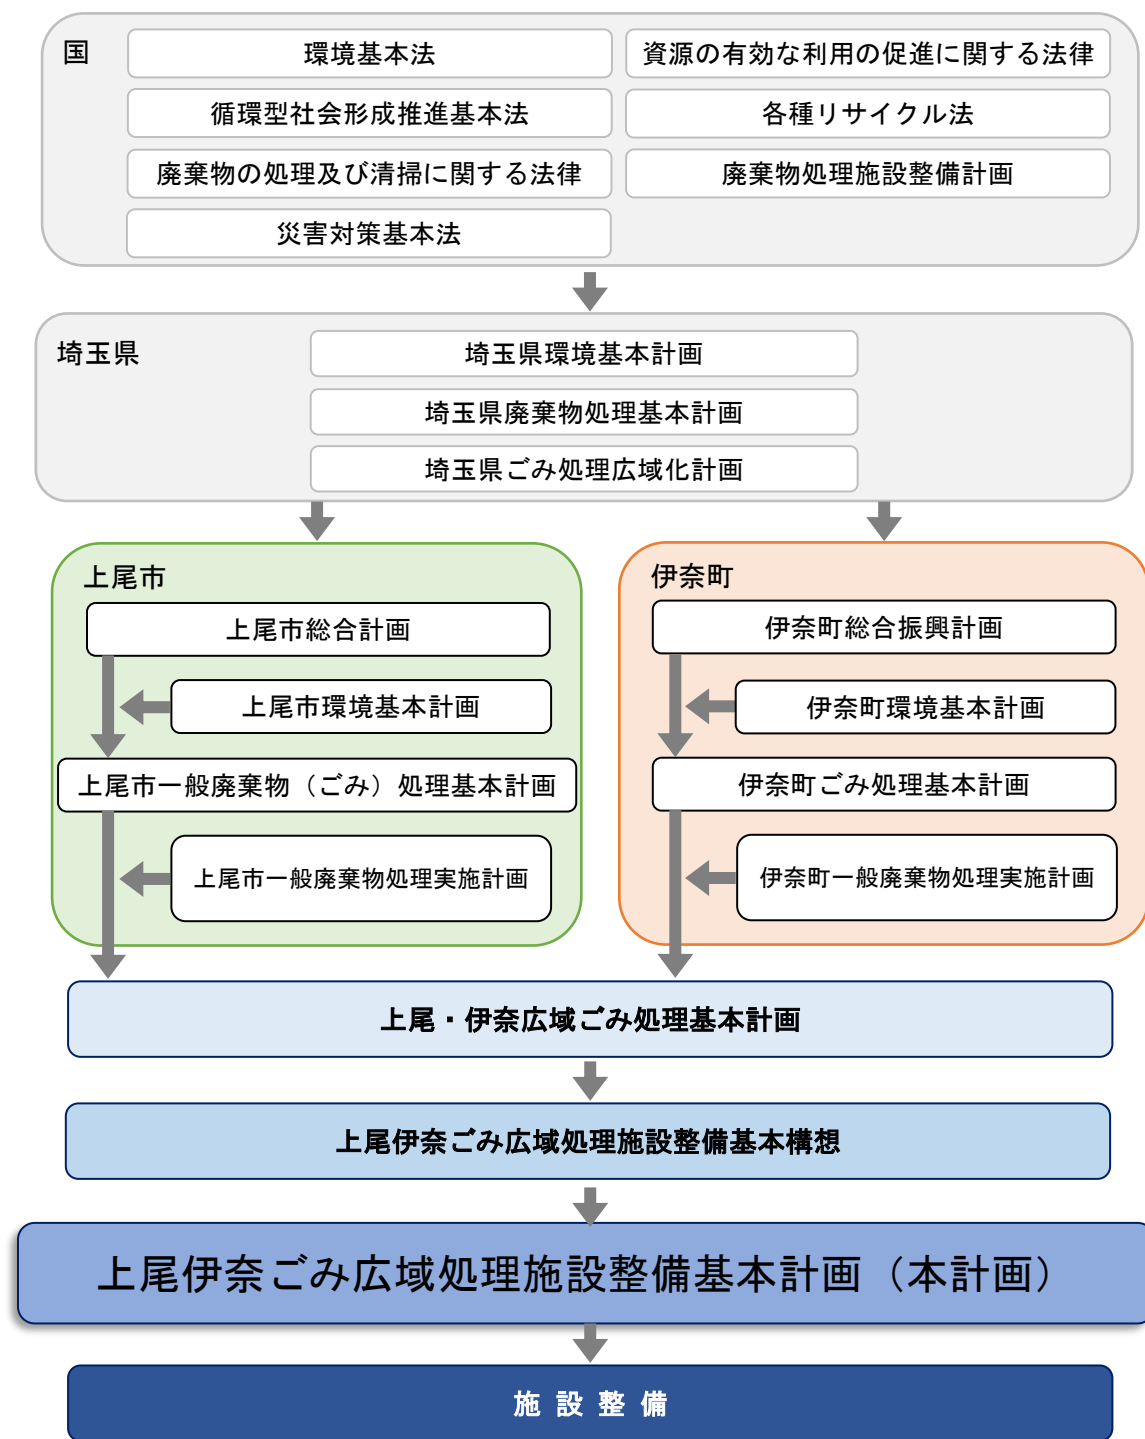 国
環境基本法
資源の有効な利用の促進に関する法律
循環型社会形成推進基本法
各種リサイクル法
廃棄物の処理及び清掃に関する法律
廃棄物処理施設整備計画
災害対策基本法
埼玉県
埼玉県環境基本計画
埼玉県廃棄物処理基本計画
埼玉県ごみ処理広域化計画
上尾市
上尾市総合計画
上尾市環境基本計画
上尾市一般廃棄物（ごみ）処理基本計画
上尾市一般廃棄物処理実施計画
伊奈町
伊奈町総合振興計画
伊奈町環境基本計画
伊奈町ごみ処理基本計画
伊奈町一般廃棄物処理実施計画
上尾・伊奈広域ごみ処理基本計画
上尾伊奈ごみ広域処理施設整備基本構想
上尾伊奈ごみ広域処理施設整備基本計画（本計画）
施 設 整 備